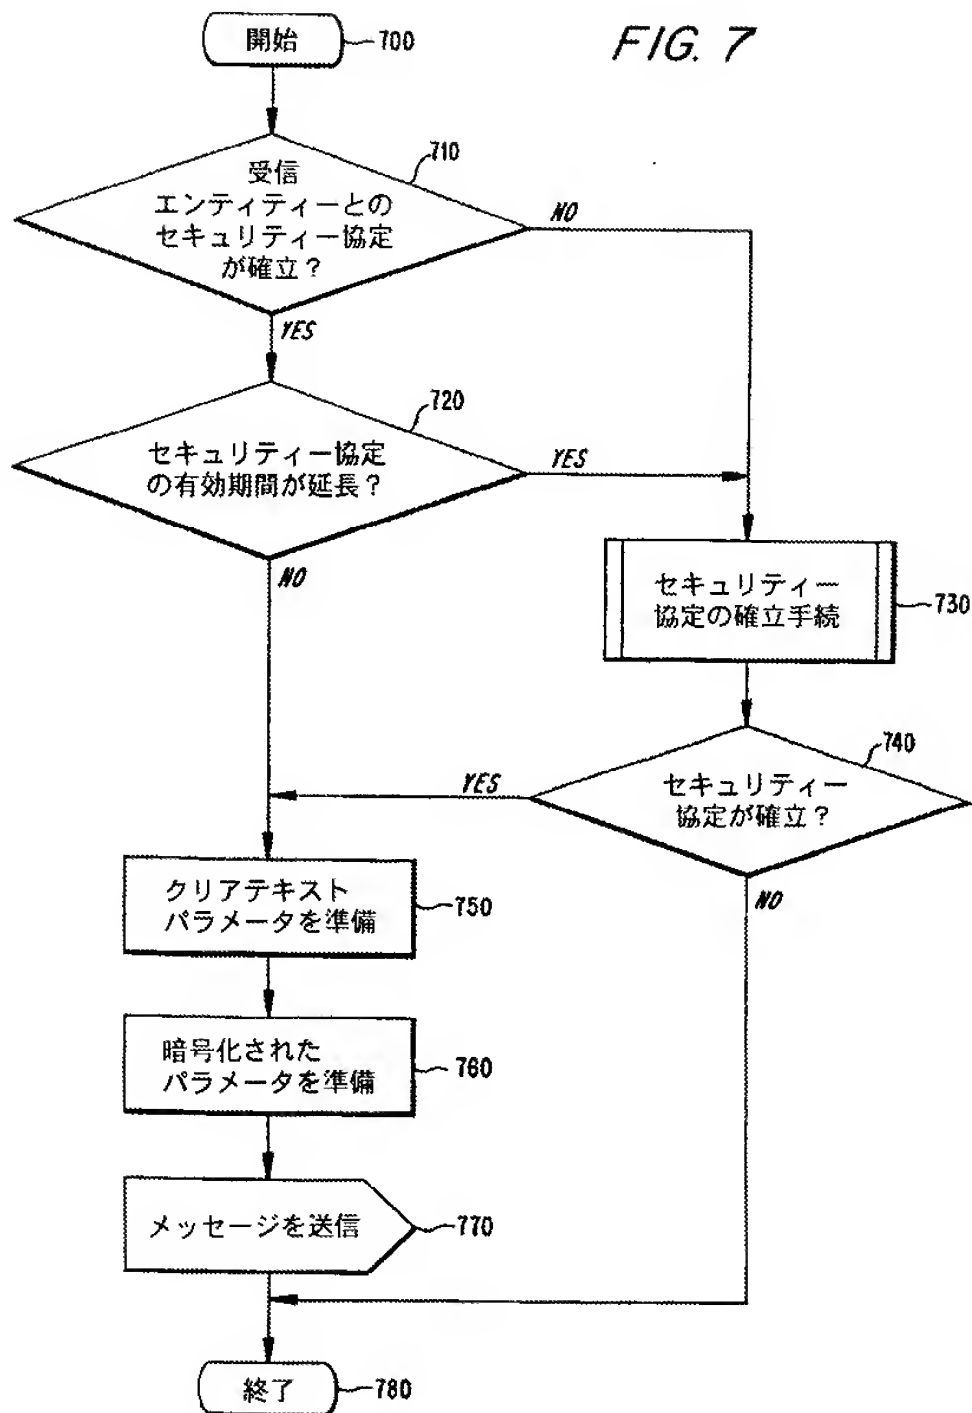 FIG. 7
開始
700
710
受信
エンティティーとの
セキュリティー協定
が確立?
NO
YES
720
セキュリティー協定
の有効期間が延長?
YES
NO
セキュリティー
協定の確立手続
730
740
セキュリティー
協定が確立?
YES
NO
クリアテキスト
パラメータを準備
750
暗号化された
パラメータを準備
760
メッセージを送信
770
終了
780